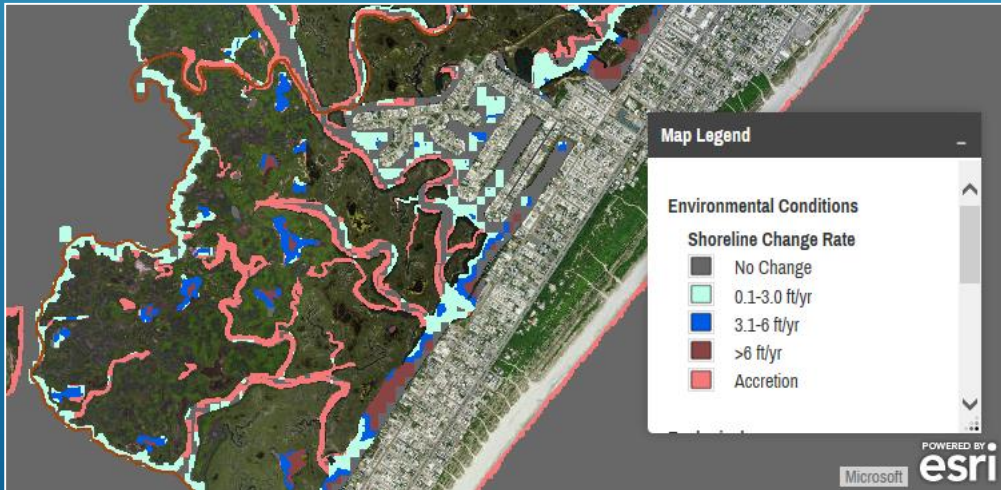 Map Legend
Environmental Conditions
Shoreline Change Rate
No Change
0.1-3.0 ft/yr
3.1-6 ft/yr
>6 ft/yr
Accretion
POWERED BY
esri
Microsoft